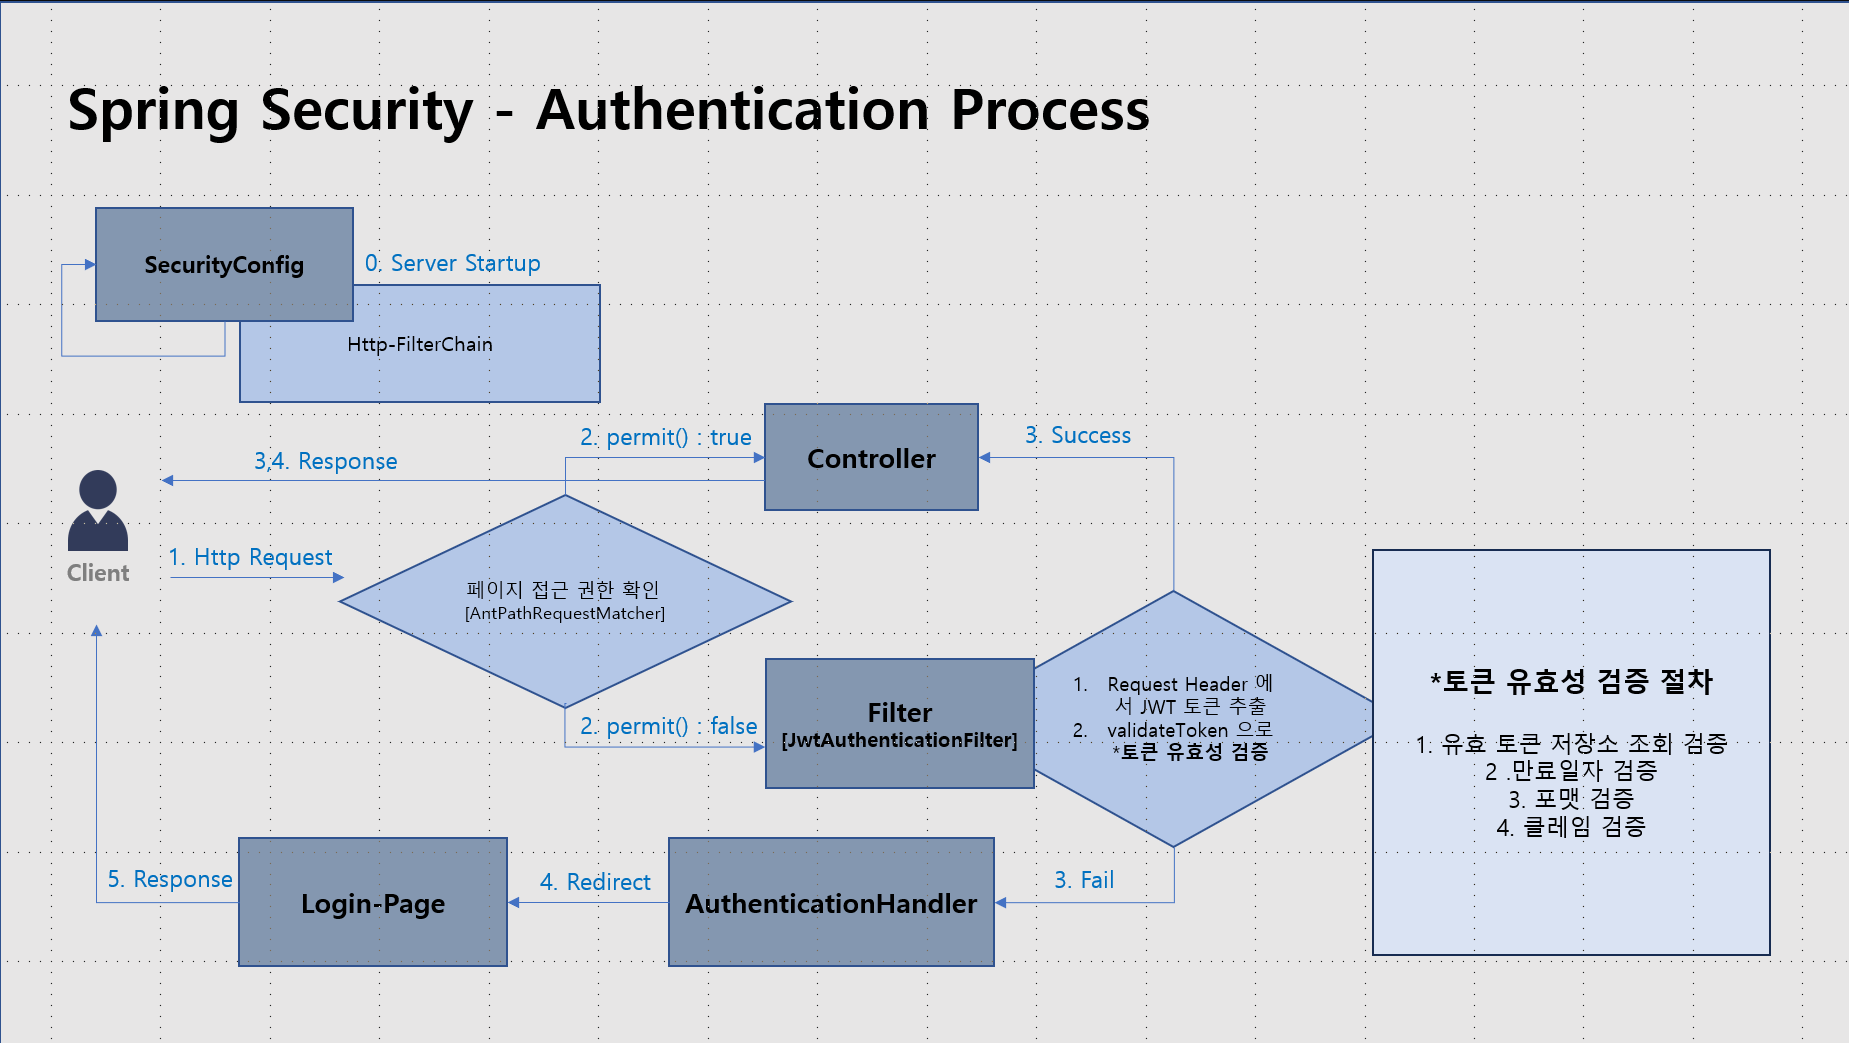 Spring Security - Authentication Process
SecurityConfig
0. Server Startup
Http-FilterChain
2. permit() : true
Controller
3. Success
3,4. Response
Client
1. Http Request
페이지 접근 권한 확인
[AntPathRequestMatcher]
2. permit() : false
Filter
[JwtAuthenticationFilter]
1. Request Header 에
서 JWT 토큰 추출
2. validateToken 으로
*토큰 유효성 검증
*토큰 유효성 검증 절차
1. 유효 토큰 저장소 조회 검증
2 .만료일자 검증
3. 포맷 검증
4. 클레임 검증
5. Response
Login-Page
4. Redirect
AuthenticationHandler
3. Fail